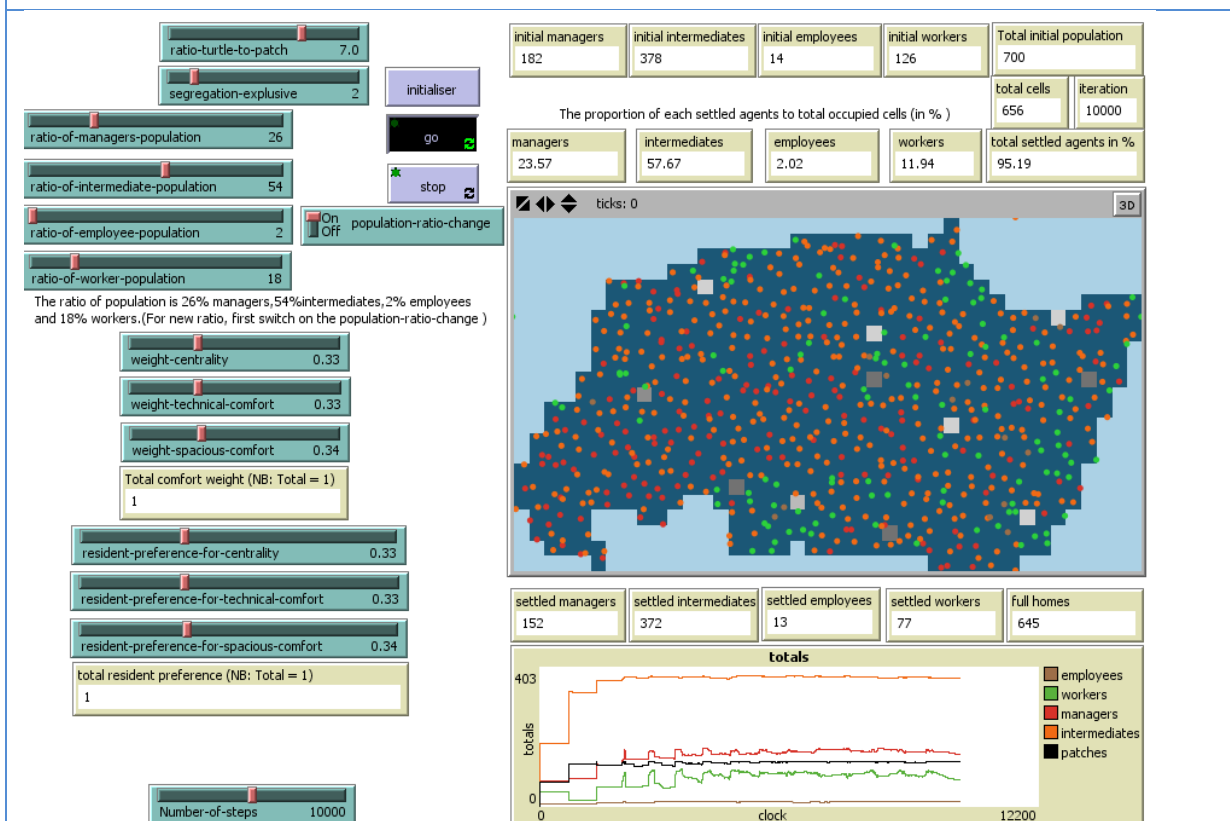 ratio-turtle-to-patch 7.0
segregation-explusive 2
initialiser
ratio-of-managers-population 26
go
ratio-of-intermediate-population 54
stop
ratio-of-employee-population 2
On
Off
population-ratio-change
ratio-of-worker-population 18
The ratio of population is 26% managers,54%intermediates,2% employees
and 18% workers.(For new ratio, first switch on the population-ratio-change )
weight-centrality 0.33
weight-technical-comfort 0.33
weight-spacious-comfort 0.34
Total comfort weight (NB: Total = 1)
1
resident-preference-for-centrality 0.33
resident-preference-for-technical-comfort 0.33
resident-preference-for-spacious-comfort 0.34
total resident preference (NB: Total = 1)
1
Number-of-steps 10000
initial managers
182
initial intermediates
378
initial employees
14
initial workers
126
Total initial population
700
total cells
656
iteration
10000
The proportion of each settled agents to total occupied cells (in % )
managers
23.57
intermediates
57.67
employees
2.02
workers
11.94
total settled agents in %
95.19
ticks: 0
3D
settled managers
152
settled intermediates
372
settled employees
13
settled workers
77
full homes
645
totals
403
totals
0
0
clock
12200
employees
workers
managers
intermediates
patches